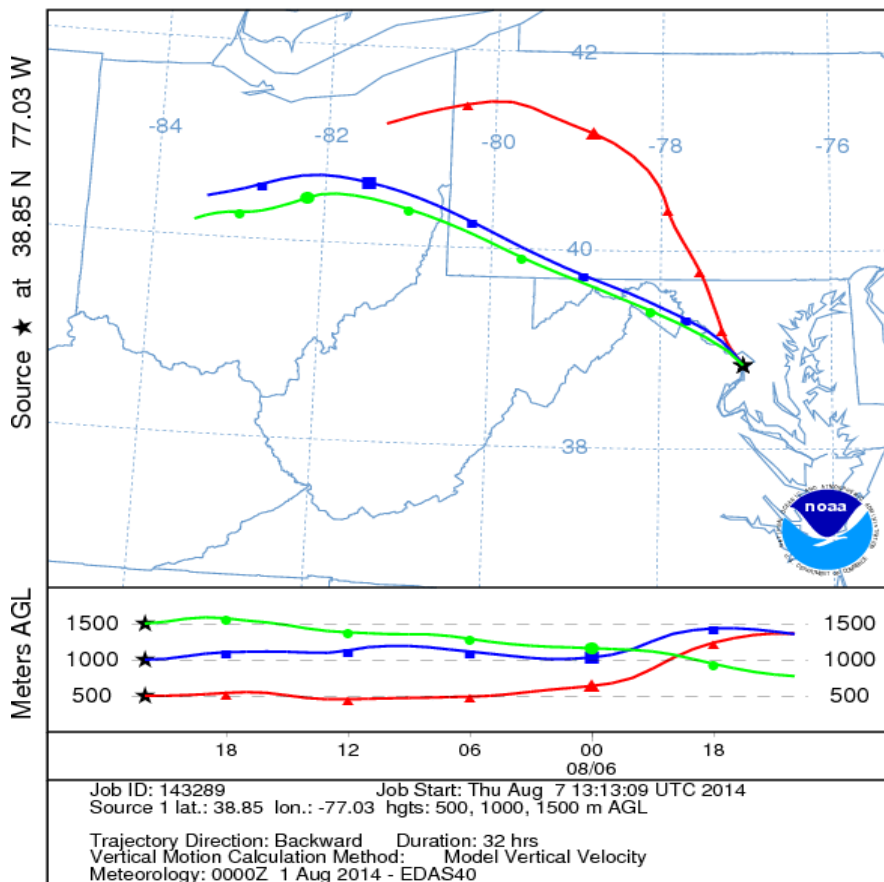 Source ★ at 38.85 N 77.03 W
42
-84
-82
-80
-78
-76
40
38
noaa
Meters AGL
1500 1500
1000 1000
500 500
18 12 06 00 18
08/06
Job ID: 143289 Job Start: Thu Aug 7 13:13:09 UTC 2014
Source 1 lat.: 38.85 lon.: -77.03 hgts: 500, 1000, 1500 m AGL
Trajectory Direction: Backward Duration: 32 hrs
Vertical Motion Calculation Method: Model Vertical Velocity
Meteorology: 0000Z 1 Aug 2014 - EDAS40